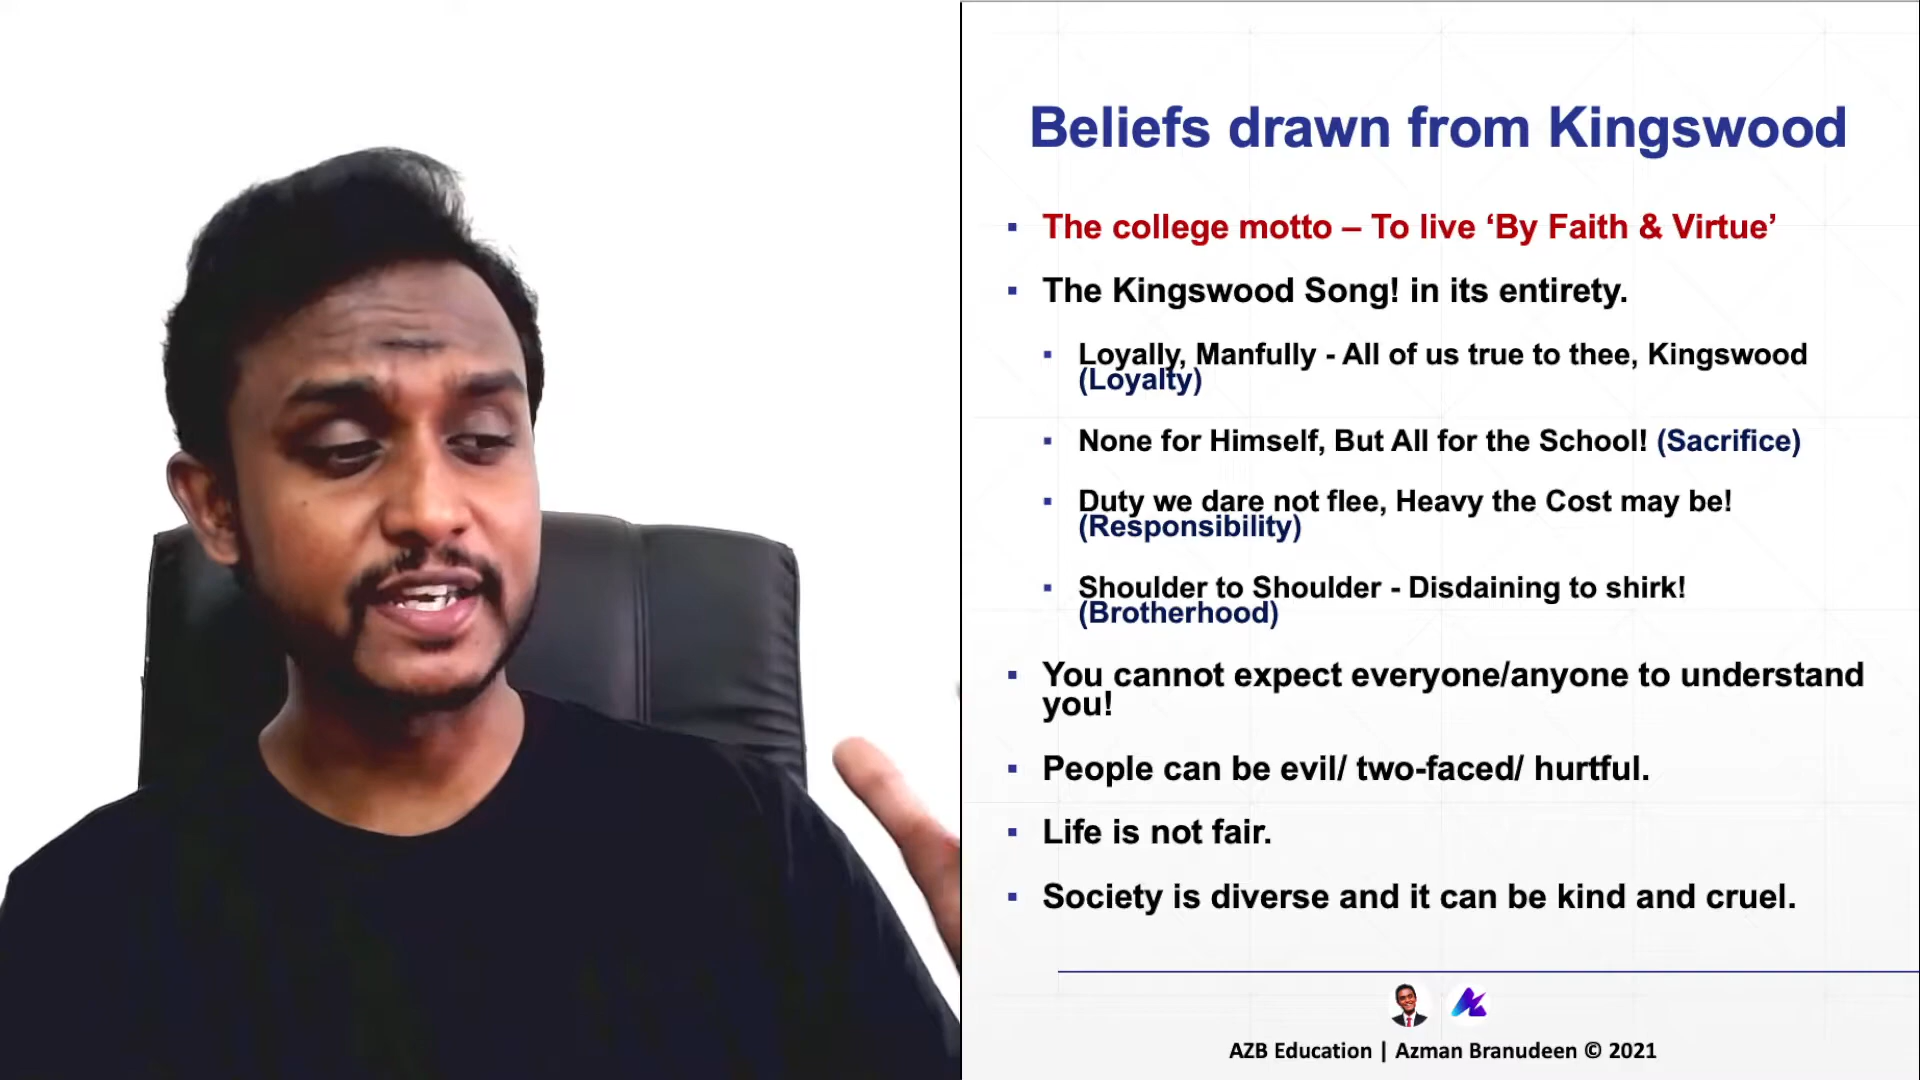 Beliefs drawn from Kingswood
▪ The college motto – To live ‘By Faith & Virtue’
▪ The Kingswood Song! in its entirety.
▪ Loyally, Manfully - All of us true to thee, Kingswood
(Loyalty)
▪ None for Himself, But All for the School! (Sacrifice)
▪ Duty we dare not flee, Heavy the Cost may be!
(Responsibility)
▪ Shoulder to Shoulder - Disdaining to shirk!
(Brotherhood)
▪ You cannot expect everyone/anyone to understand
you!
▪ People can be evil/ two-faced/ hurtful.
▪ Life is not fair.
▪ Society is diverse and it can be kind and cruel.
AZB Education | Azman Branudeen © 2021